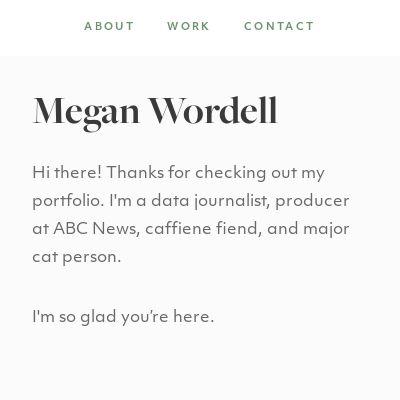 ABOUT WORK CONTACT
Megan Wordell
Hi there! Thanks for checking out my
portfolio. I'm a data journalist, producer
at ABC News, caffiene fiend, and major
cat person.
I'm so glad you're here.